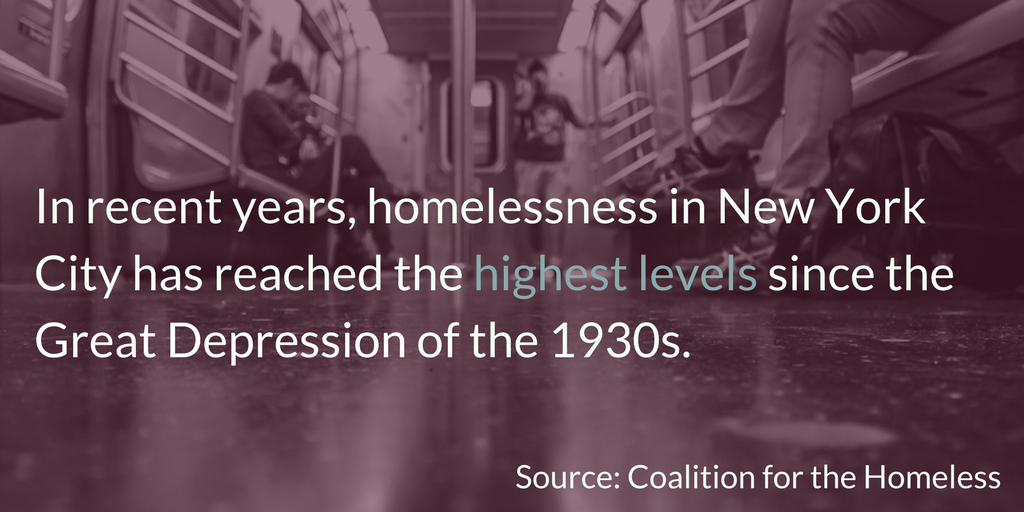 In recent years, homelessness in New York
City has reached the highest levels since the
Great Depression of the 1930s.
Source: Coalition for the Homeless